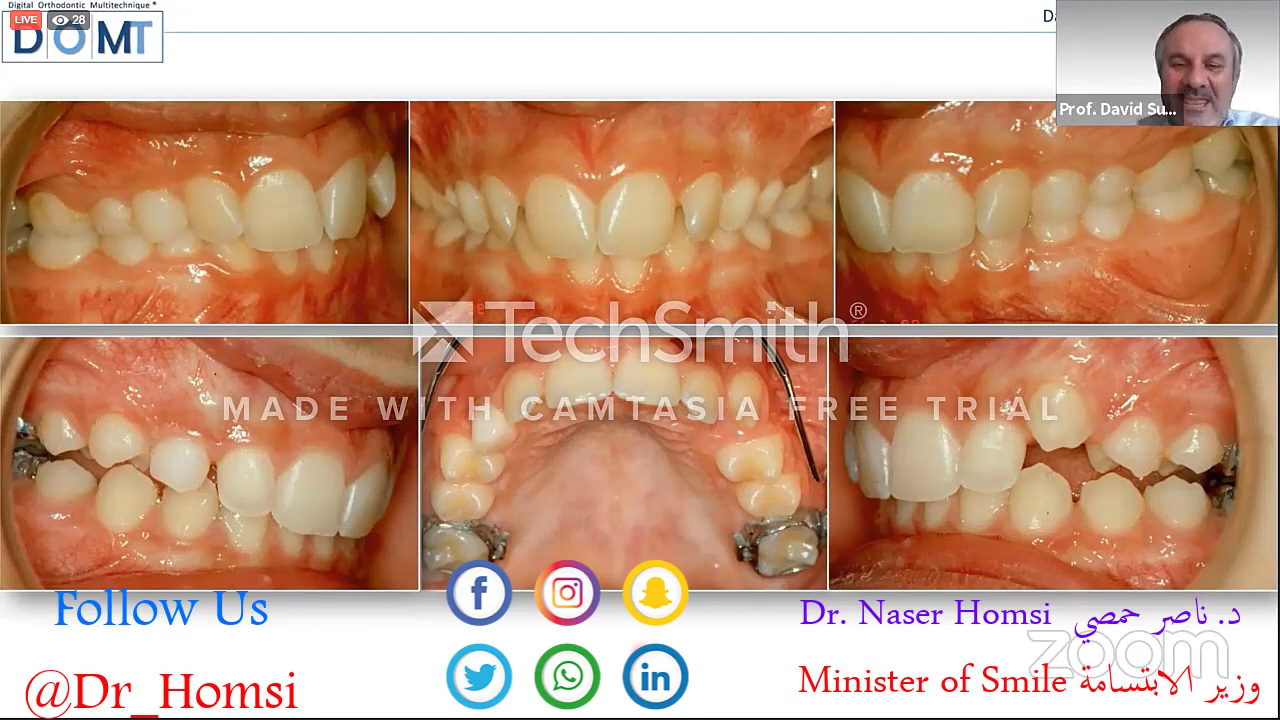 Digital Orthodontic Multitechnique ®
LIVE 28
DOMT
Da
Prof. David Su...
TechSmith ®
MADE WITH CAMTASIA FREE TRIAL
Follow Us
Dr. Naser Homsi د. ناصر حمصي
zoom
@Dr_Homsi
Minister of Smile وزير الابتسامة